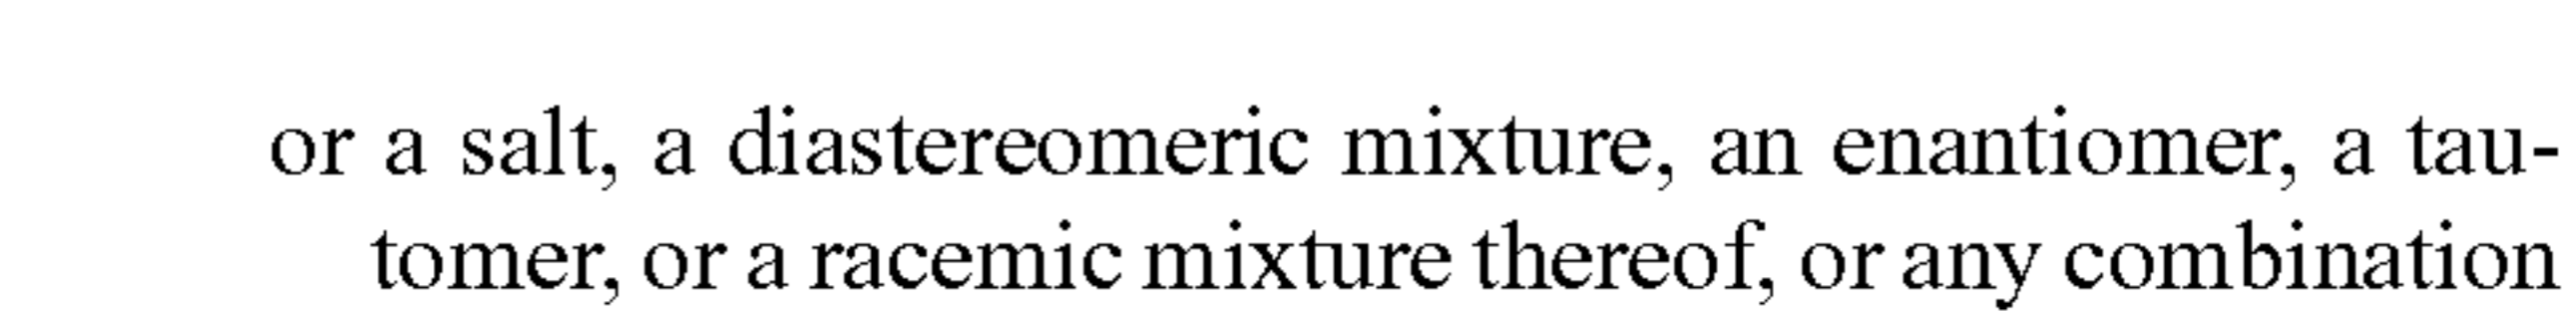 or a salt, a diastereomeric mixture, an enantiomer, a tau-
tomer, or a racemic mixture thereof, or any combination